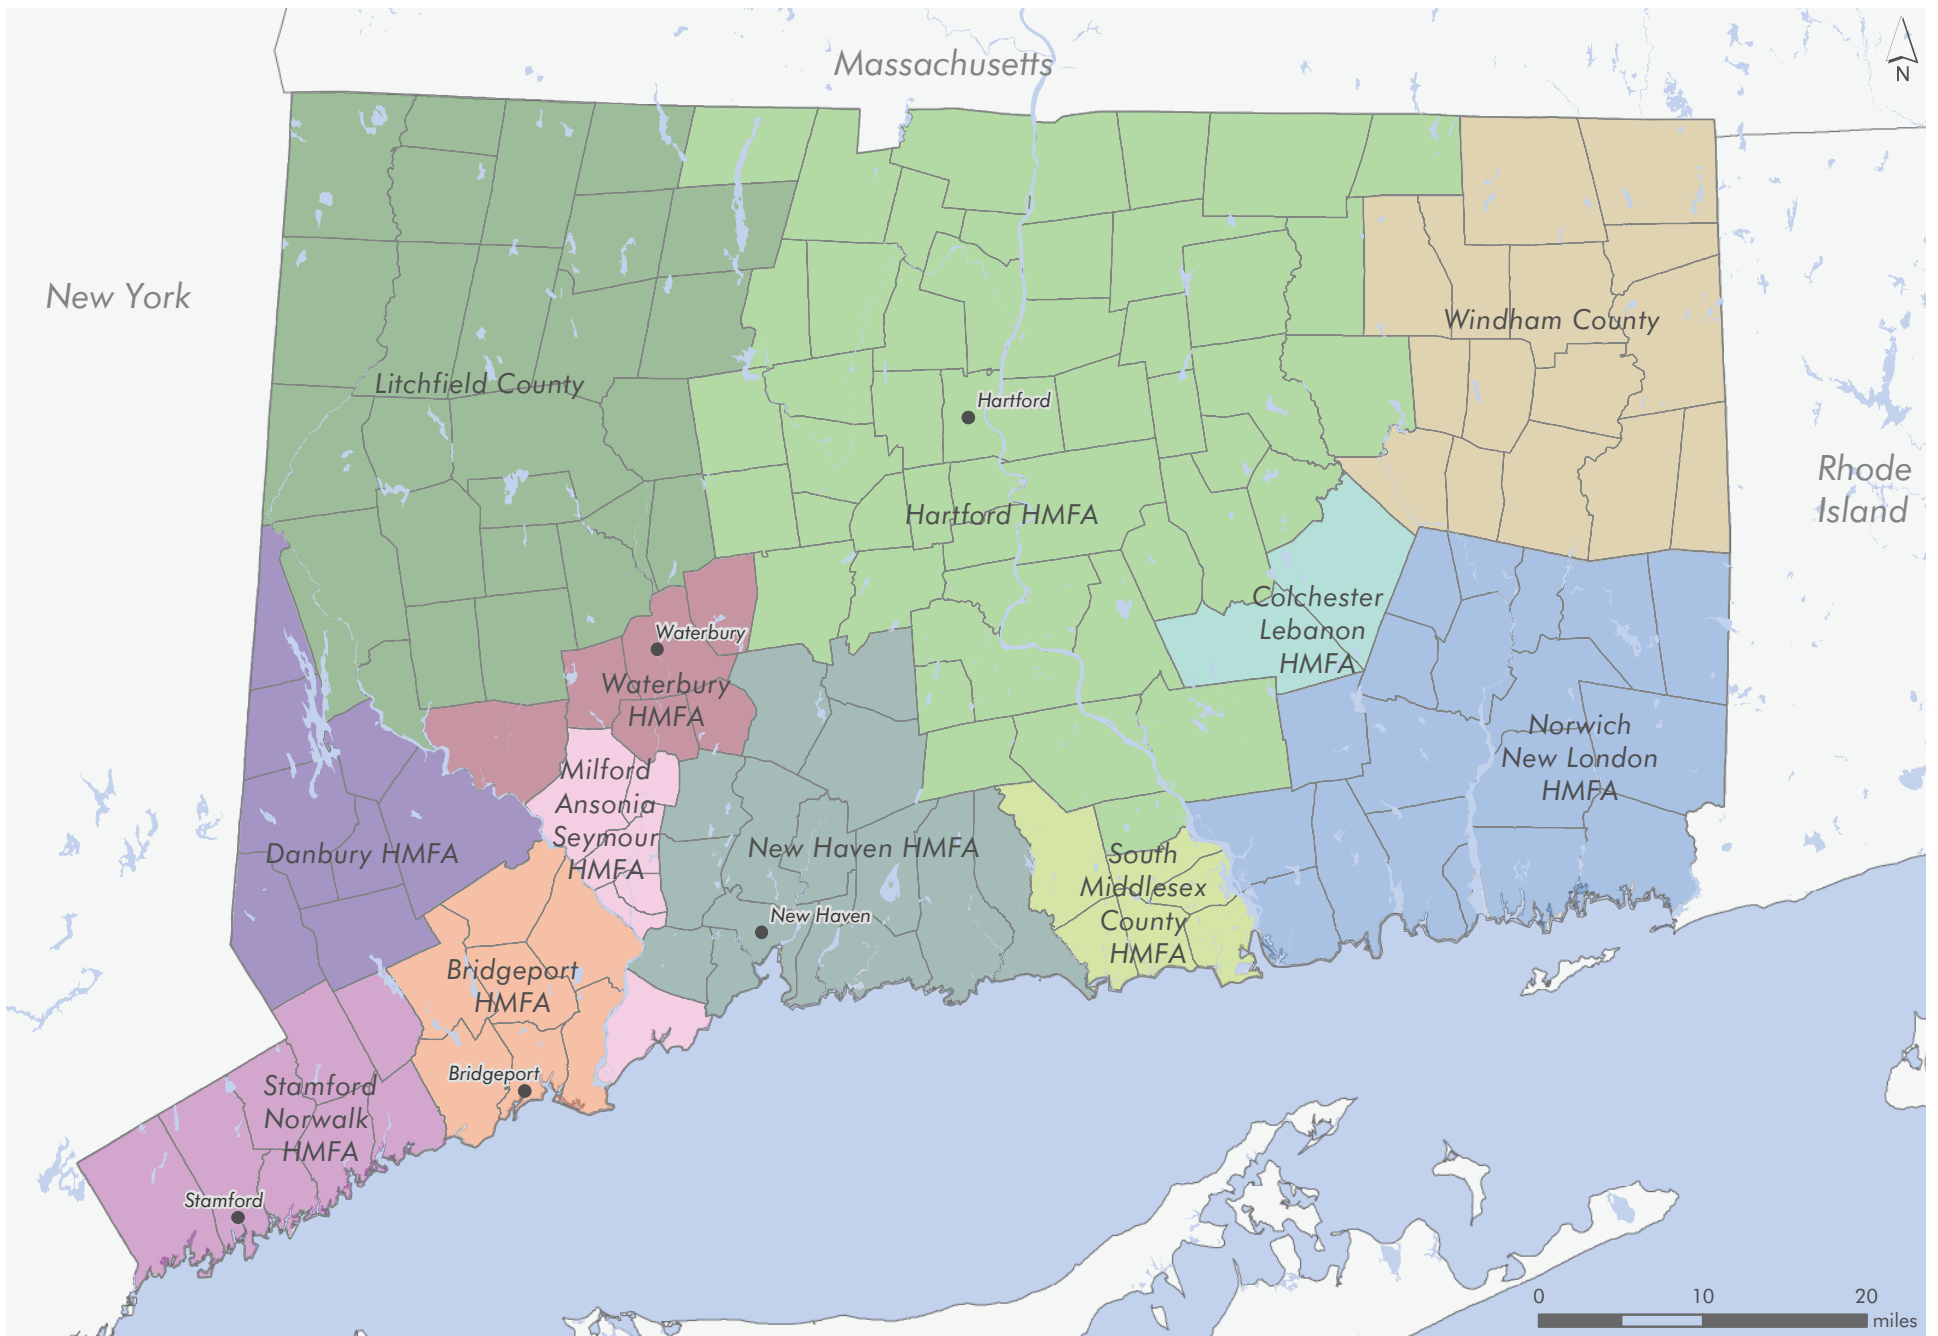 Massachusetts
N
New York
Windham County
Litchfield County
Hartford
Rhode
Island
Hartford HMFA
Colchester
Lebanon
HMFA
Waterbury
Waterbury
HMFA
Norwich
New London
HMFA
Milford
Ansonia
Seymour
HMFA
Danbury HMFA
New Haven HMFA
South
Middlesex
County
HMFA
New Haven
Bridgeport
HMFA
Bridgeport
Stamford
Norwalk
HMFA
Stamford
0 10 20
miles